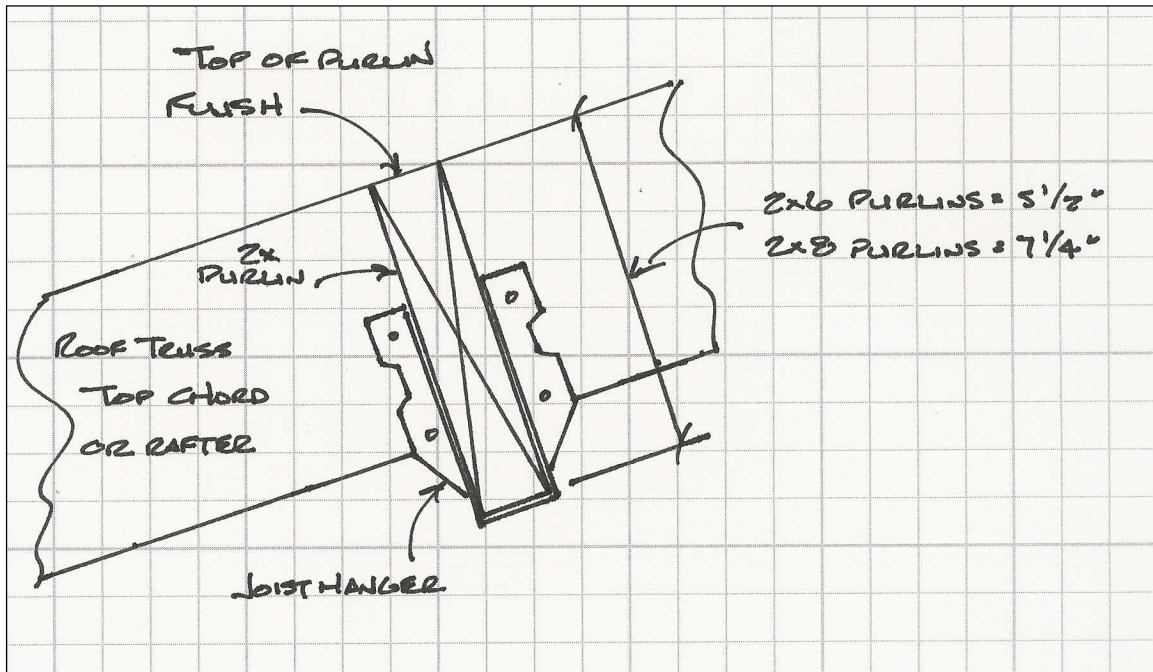 TOP OF PURLIN
FLUSH
2x6 PURLINS = 5 1/2"
2x8 PURLINS = 7 1/4"
2x
PURLIN
ROOF TRUSS
TOP CHORD
OR RAFTER
JOIST HANGER